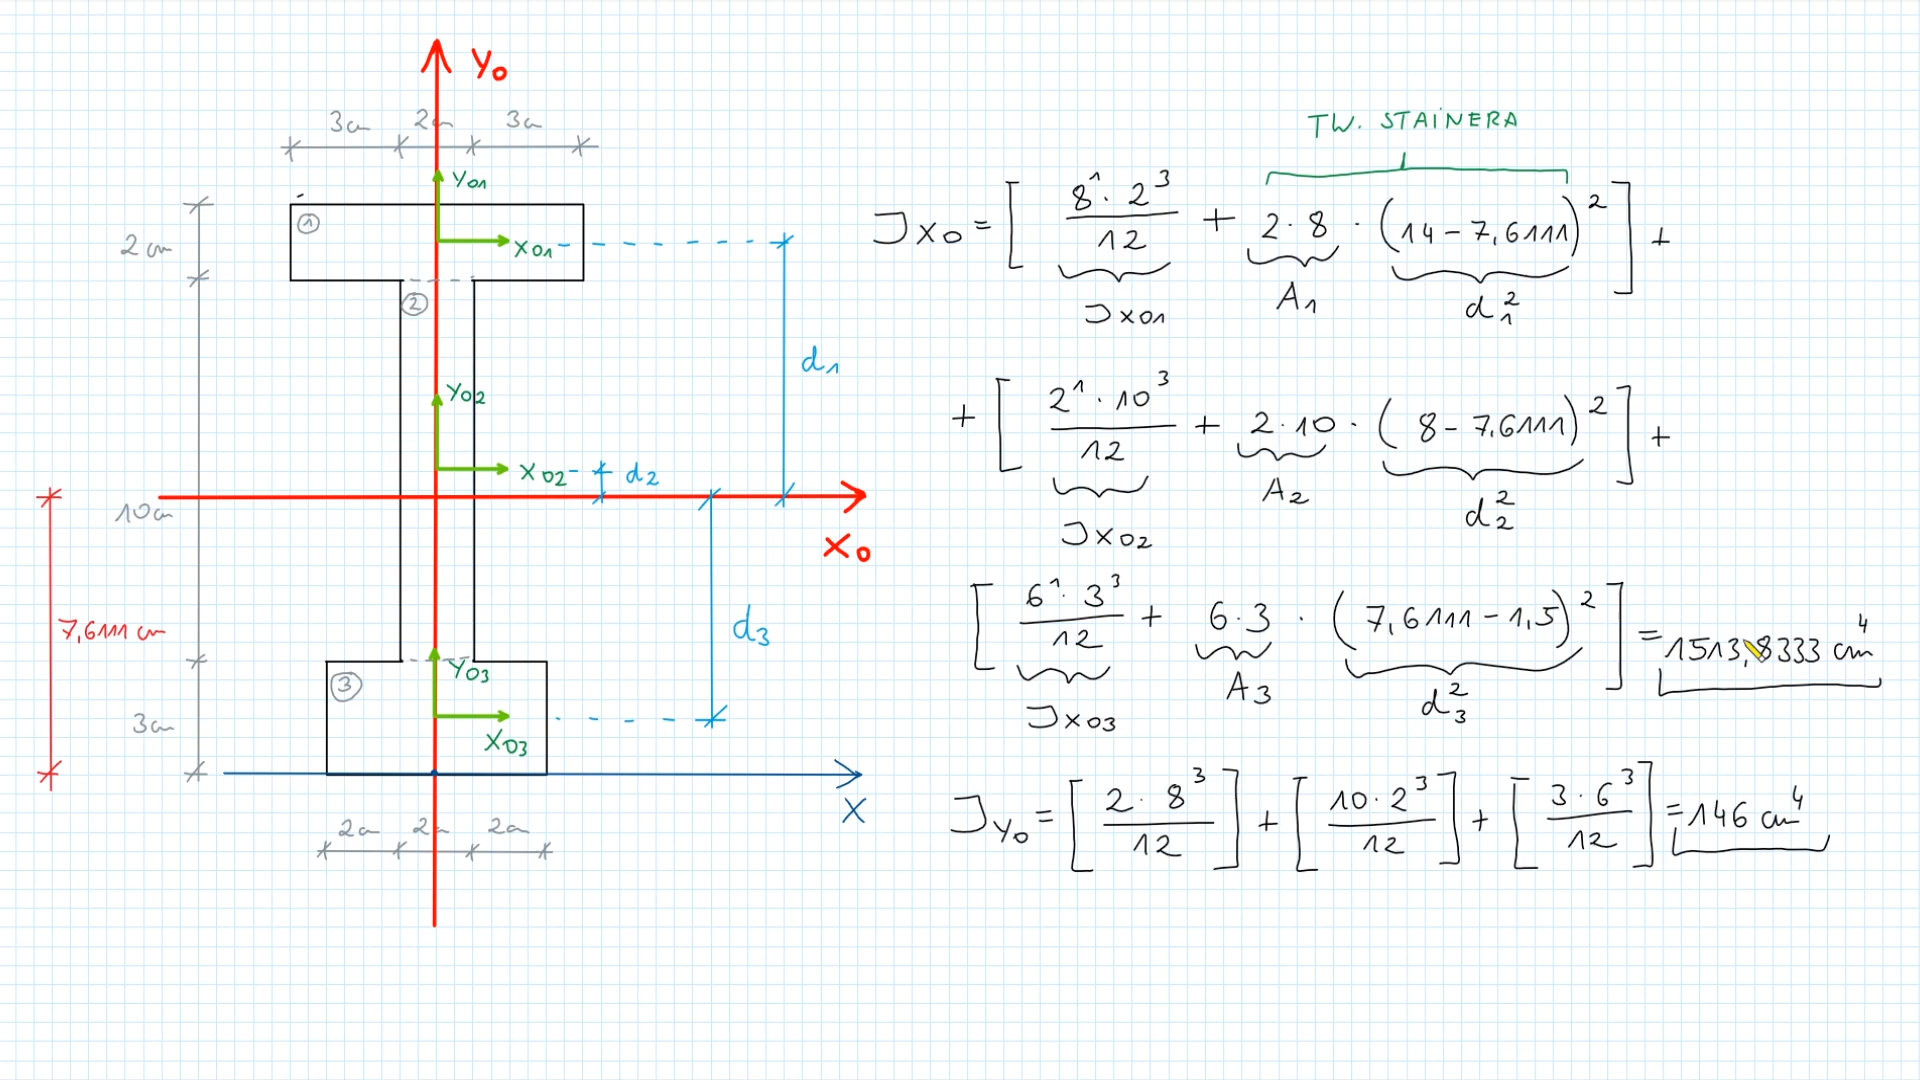 Y₀
3cm 2cm 3cm
Y₀₁
①
2cm
X₀₁
②
d₁
Y₀₂
X₀₂
d₂
10cm
X₀
7,6111 cm
d₃
Y₀₃
③
3cm
X₀₃
X
2cm 2cm 2cm
TW. STAINERA
Jx₀ = [ 8¹·2³/12 + 2·8 · (14 - 7,6111)² ] +
Jx₀₁ A₁ d₁²
+ [ 2¹·10³/12 + 2·10 · (8 - 7,6111)² ] +
Jx₀₂ A₂ d₂²
[ 6¹·3³/12 + 6·3 · (7,6111 - 1,5)² ] = 1513,8333 cm⁴
Jx₀₃ A₃ d₃²
Jy₀ = [ 2·8³/12 ] + [ 10·2³/12 ] + [ 3·6³/12 ] = 146 cm⁴